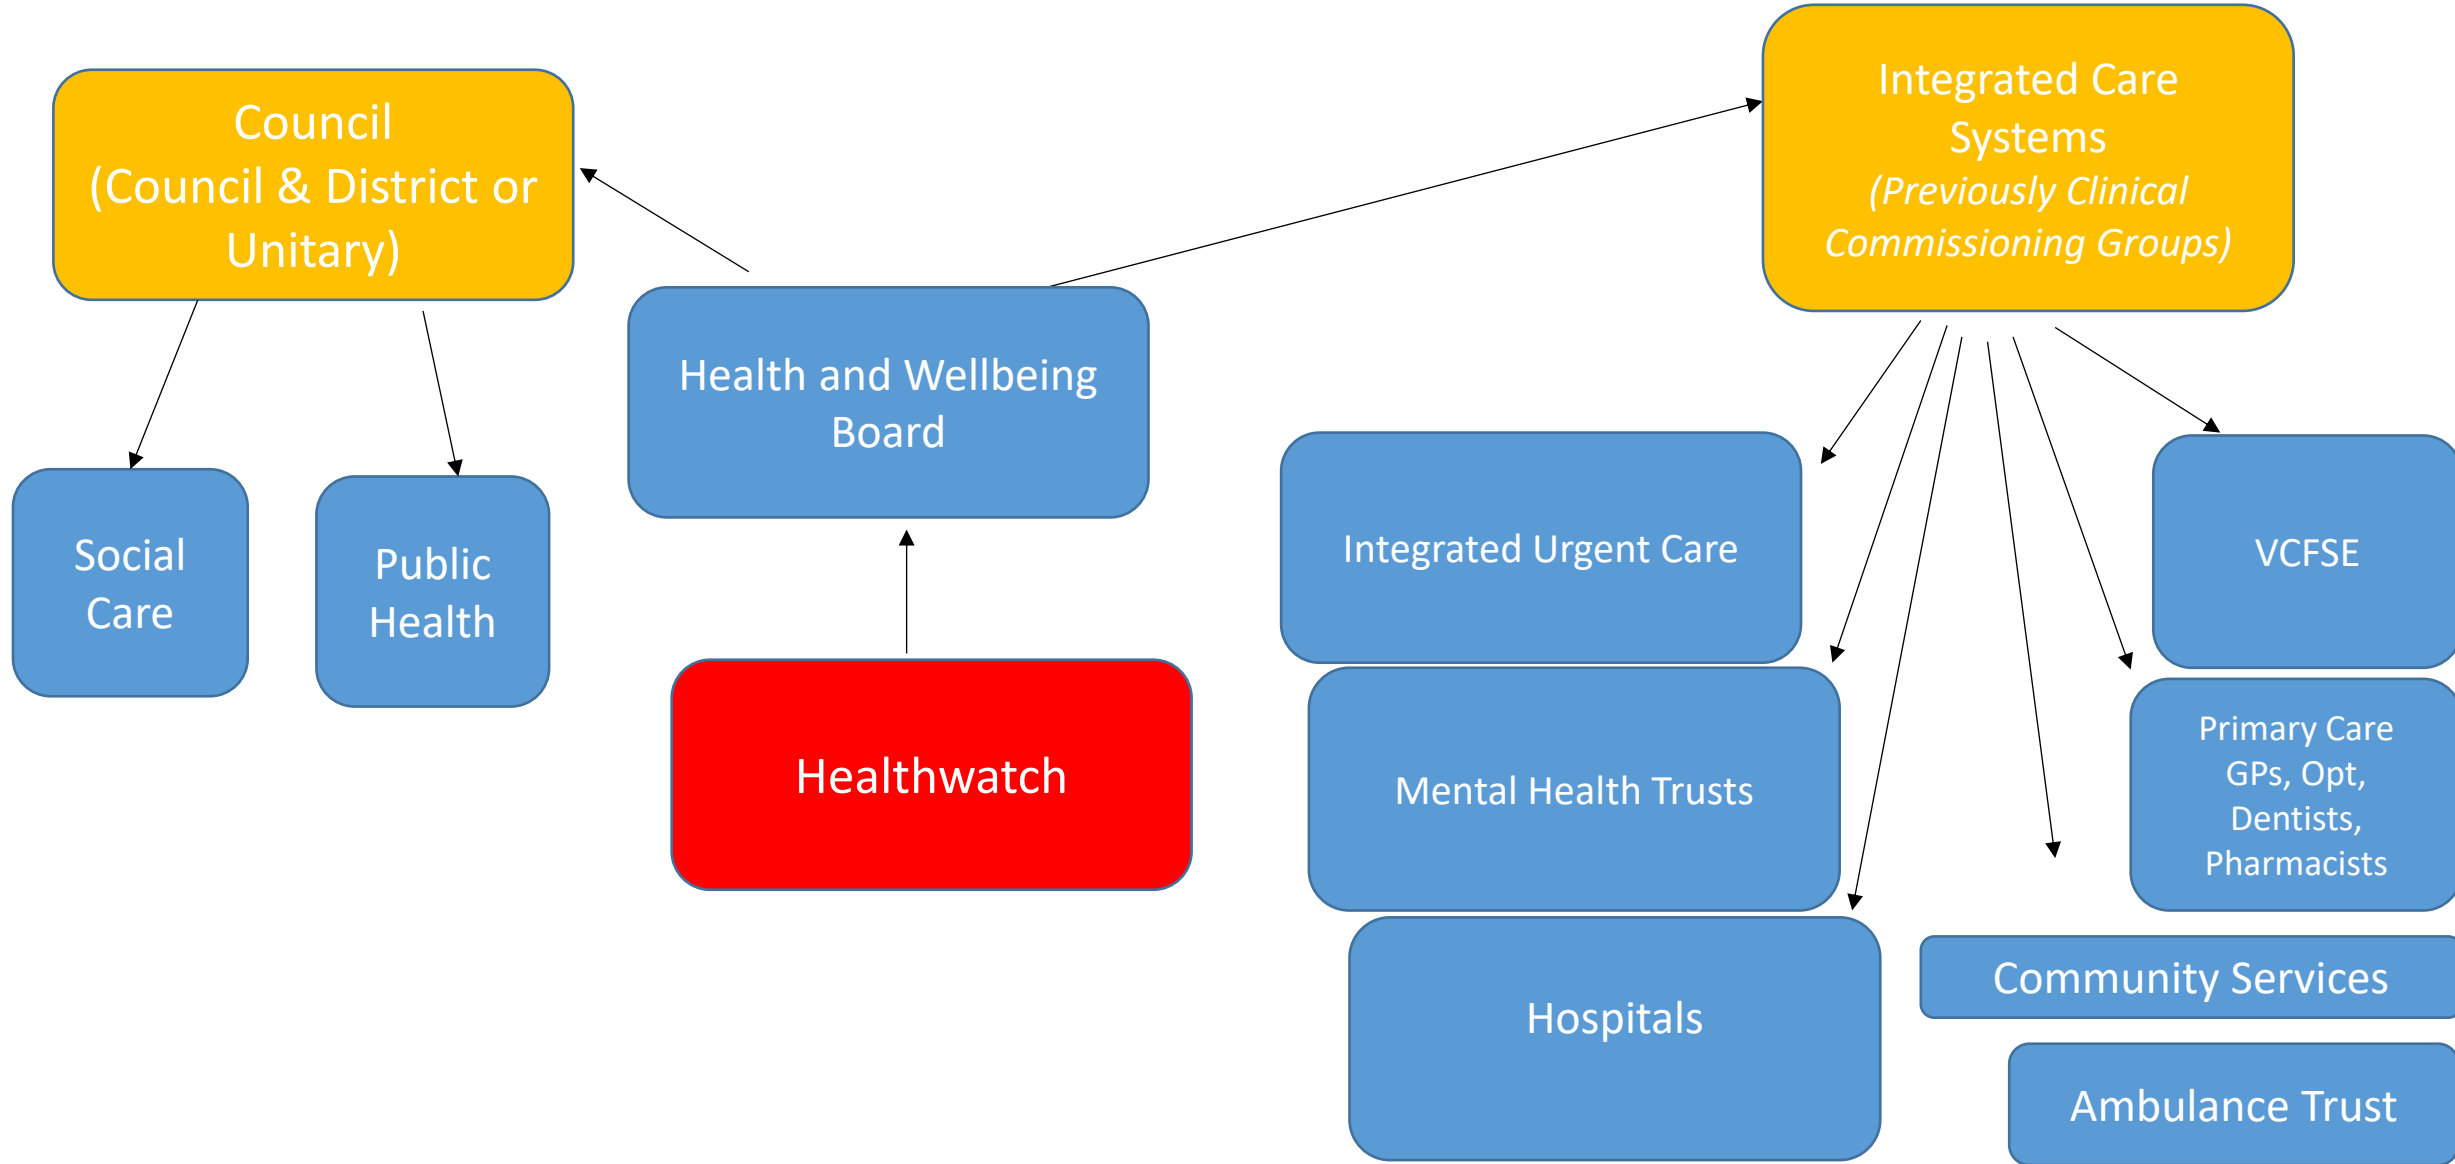 Council
(Council & District or
Unitary)
Integrated Care
Systems
(Previously Clinical
Commissioning Groups)
Health and Wellbeing
Board
Social
Care
Public
Health
Healthwatch
Integrated Urgent Care
VCFSE
Mental Health Trusts
Primary Care
GPs, Opt,
Dentists,
Pharmacists
Hospitals
Community Services
Ambulance Trust